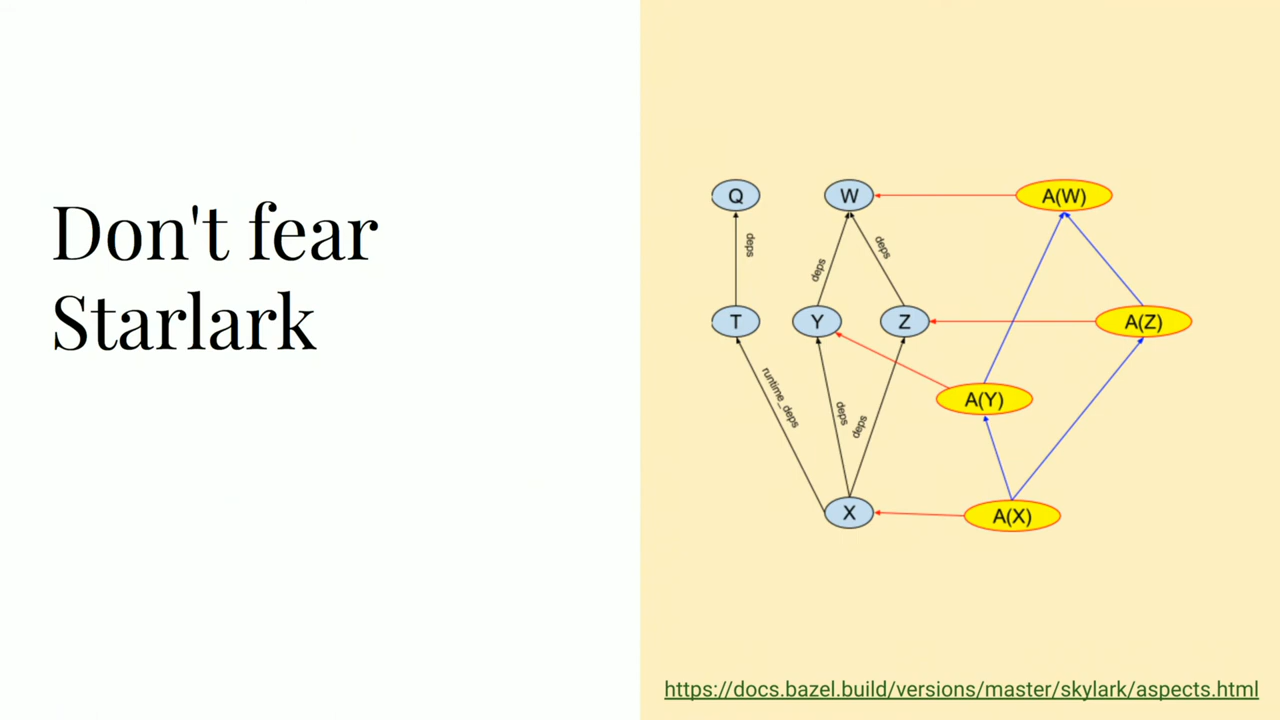 Don't fear
Starlark
Q
W
A(W)
deps
deps
deps
T
Y
Z
A(Z)
runtime_deps
deps
deps
A(Y)
X
A(X)
https://docs.bazel.build/versions/master/skylark/aspects.html